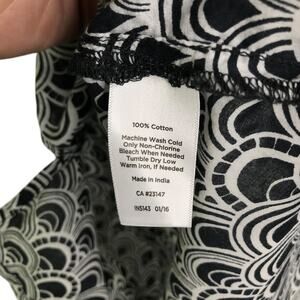 100% Cotton
Machine Wash Cold
Only Non-Chlorine
Bleach When Needed
Tumble Dry Low
Warm Iron, If Needed
Made in India
CA #23147
IN5143 01/16